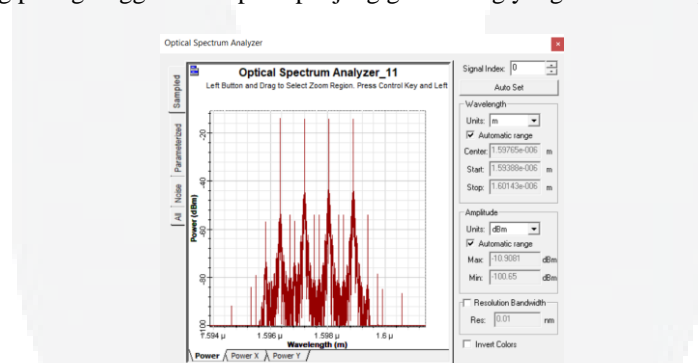 Optical Spectrum Analyzer
Optical Spectrum Analyzer_11
Left Button and Drag to Select Zoom Region. Press Control Key and Left
Sampled
Parameterized
Noise
All
Power (dBm)
-20
-40
-60
-80
-100
1.594 µ
1.596 µ
1.598 µ
1.6 µ
Wavelength (m)
Power
Power X
Power Y
Signal Index: 0
Auto Set
Wavelength
Units: m
Automatic range
Center: 1.59765e-006 m
Start: 1.59388e-006 m
Stop: 1.60143e-006 m
Amplitude
Units: dBm
Automatic range
Max: -10.9081 dBm
Min: -100.65 dBm
Resolution Bandwidth
Res: 0.01 nm
Invert Colors